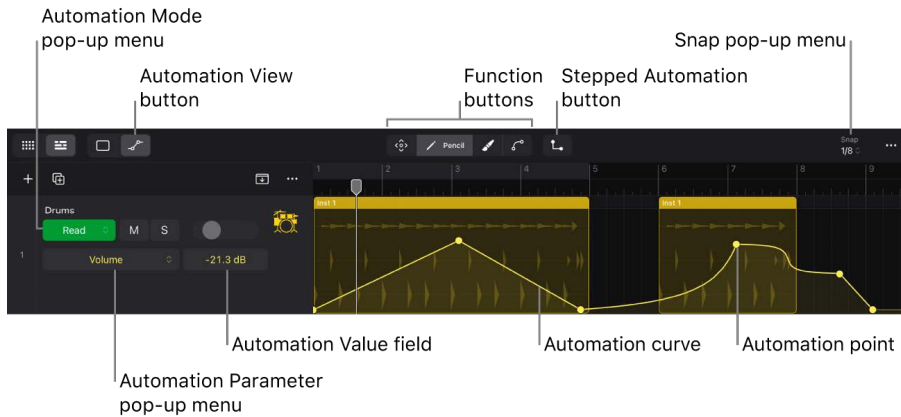 Automation Mode
pop-up menu
Snap pop-up menu
Automation View
button
Function
buttons
Stepped Automation
button
Pencil
Snap
1/8
1 2 3 4 5 6 7 8 9
Drums
Inst 1
Inst 1
Read
M
S
1
Volume
-21.3 dB
Automation Value field
Automation curve
Automation point
Automation Parameter
pop-up menu